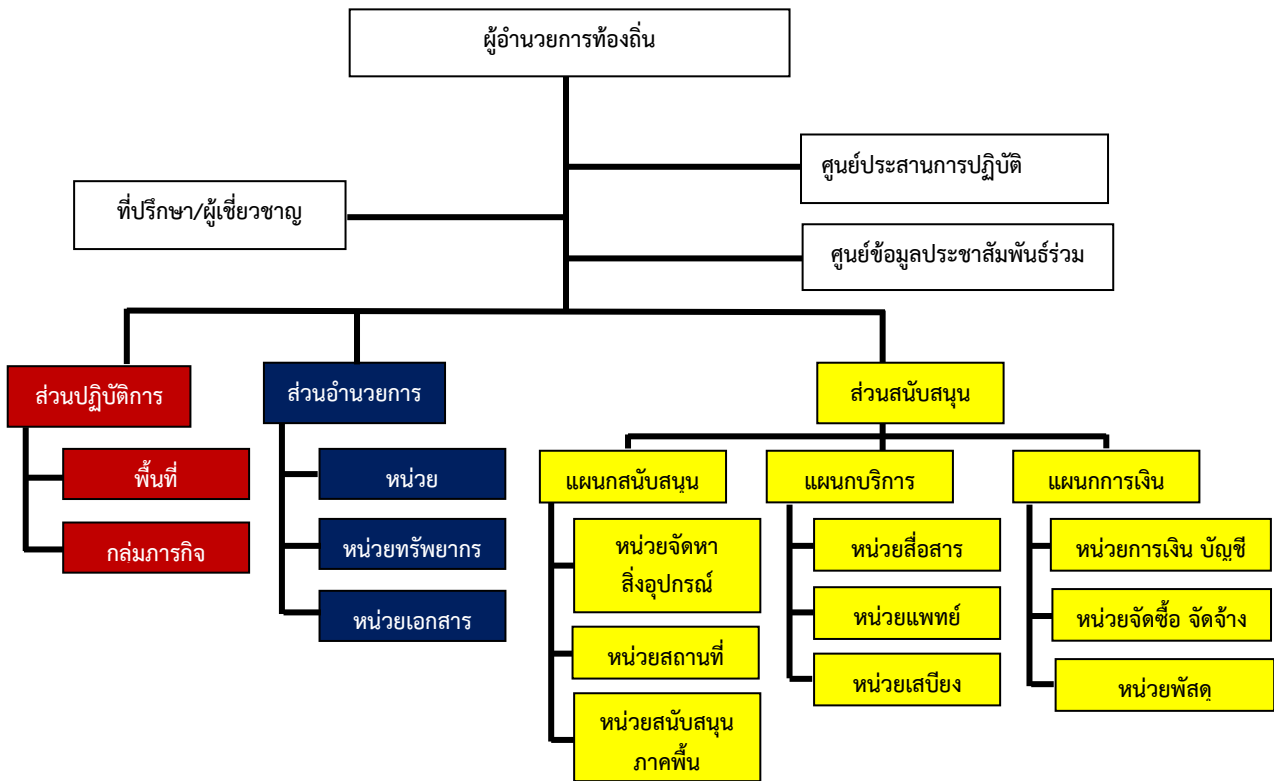 ผู้อำนวยการท้องถิ่น
ศูนย์ประสานการปฏิบัติ
ที่ปรึกษา/ผู้เชี่ยวชาญ
ศูนย์ข้อมูลประชาสัมพันธ์ร่วม
ส่วนปฏิบัติการ
ส่วนอำนวยการ
ส่วนสนับสนุน
พื้นที่
หน่วย
แผนกสนับสนุน
แผนกบริการ
แผนกการเงิน
กลุ่มภารกิจ
หน่วยทรัพยากร
หน่วยจัดหา
สิ่งอุปกรณ์
หน่วยสื่อสาร
หน่วยการเงิน บัญชี
หน่วยเอกสาร
หน่วยสถานที่
หน่วยแพทย์
หน่วยจัดซื้อ จัดจ้าง
หน่วยเสบียง
หน่วยพัสดุ
หน่วยสนับสนุน
ภาคพื้น